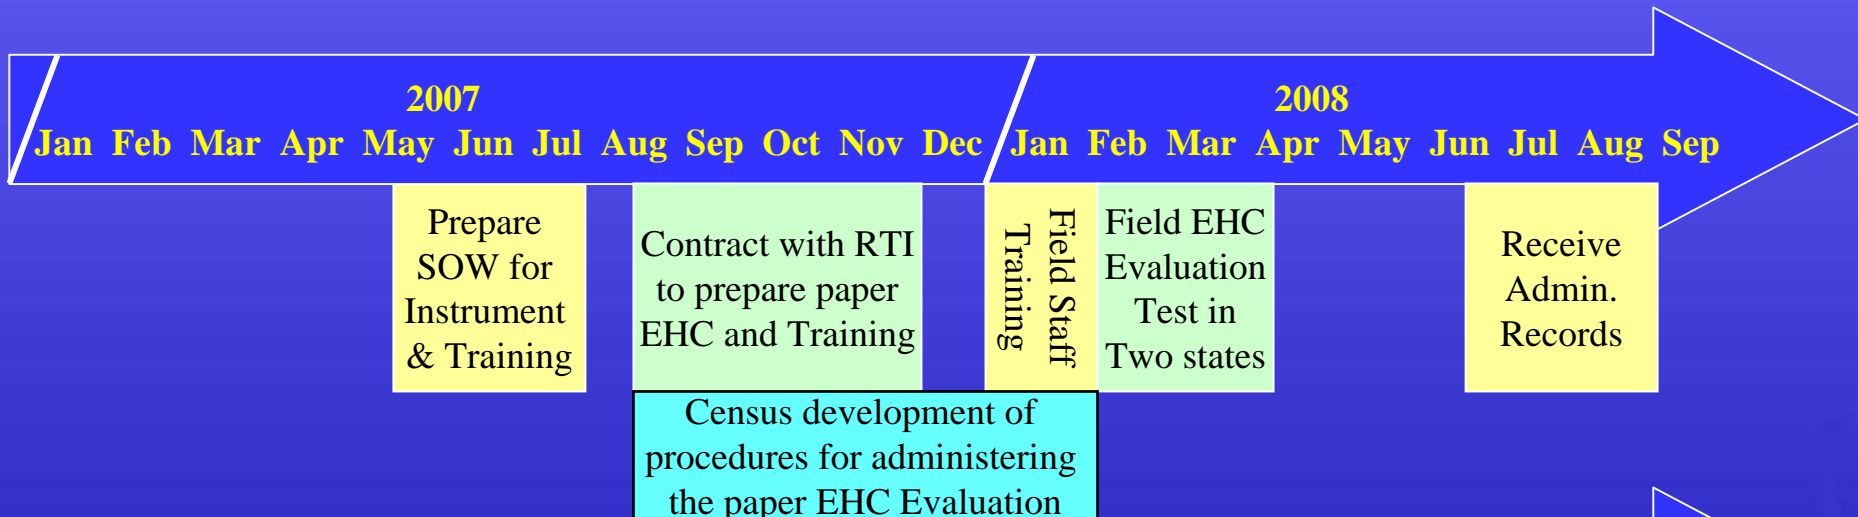 2007
2008
Jan Feb Mar Apr May Jun Jul Aug Sep Oct Nov Dec Jan Feb Mar Apr May Jun Jul Aug Sep
Prepare
SOW for
Instrument
& Training
Contract with RTI
to prepare paper
EHC and Training
Field Staff
Training
Field EHC
Evaluation
Test in
Two states
Receive
Admin.
Records
Census development of
procedures for administering
the paper EHC Evaluation